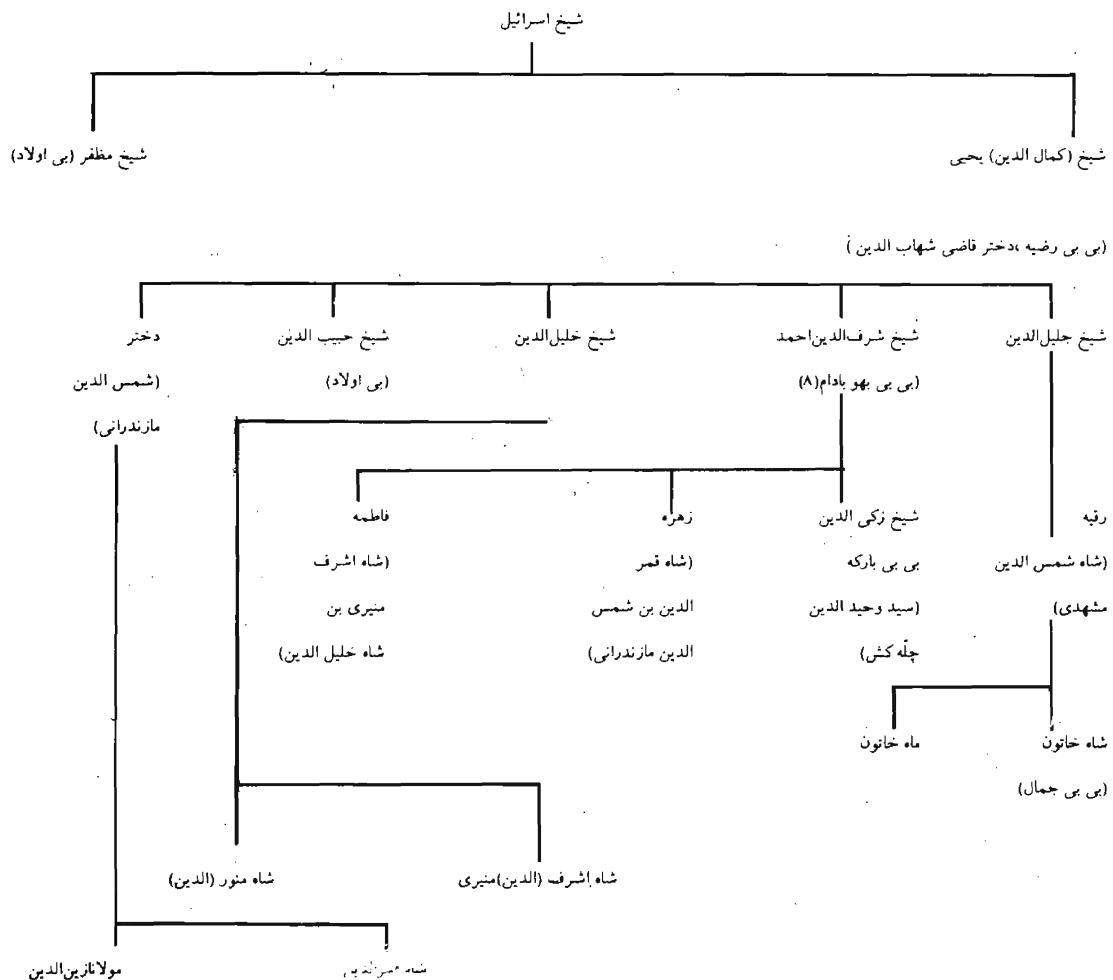 شیخ اسرائیل
شیخ (کمال الدین) یحیی
شیخ مظفر (بی اولاد)
(بی بی رضیه ،دختر قاضی شهاب الدین )
شیخ جلیل‌الدین
شیخ شرف‌الدین‌احمد
شیخ خلیل‌الدین
شیخ حبیب الدین
دختر
(بی بی بهو بادام(۸)
(بی اولاد)
(شمس الدین
مازندرانی)
رقیه
شیخ زکی الدین
زهره
فاطمه
(شاه شمس الدین
بی بی بارکه
(شاه قمر
(شاه اشرف
مشهدی)
(سید وحید الدین
الدین بن شمس
منیری بن
چلّه کش)
الدین مازندرانی)
شاه خلیل الدین)
شاه خاتون
ماه خاتون
(بی بی جمال)
شاه اشرف (الدین)منیری
شاه منور (الدین)
شاه
مولانازین‌الدین